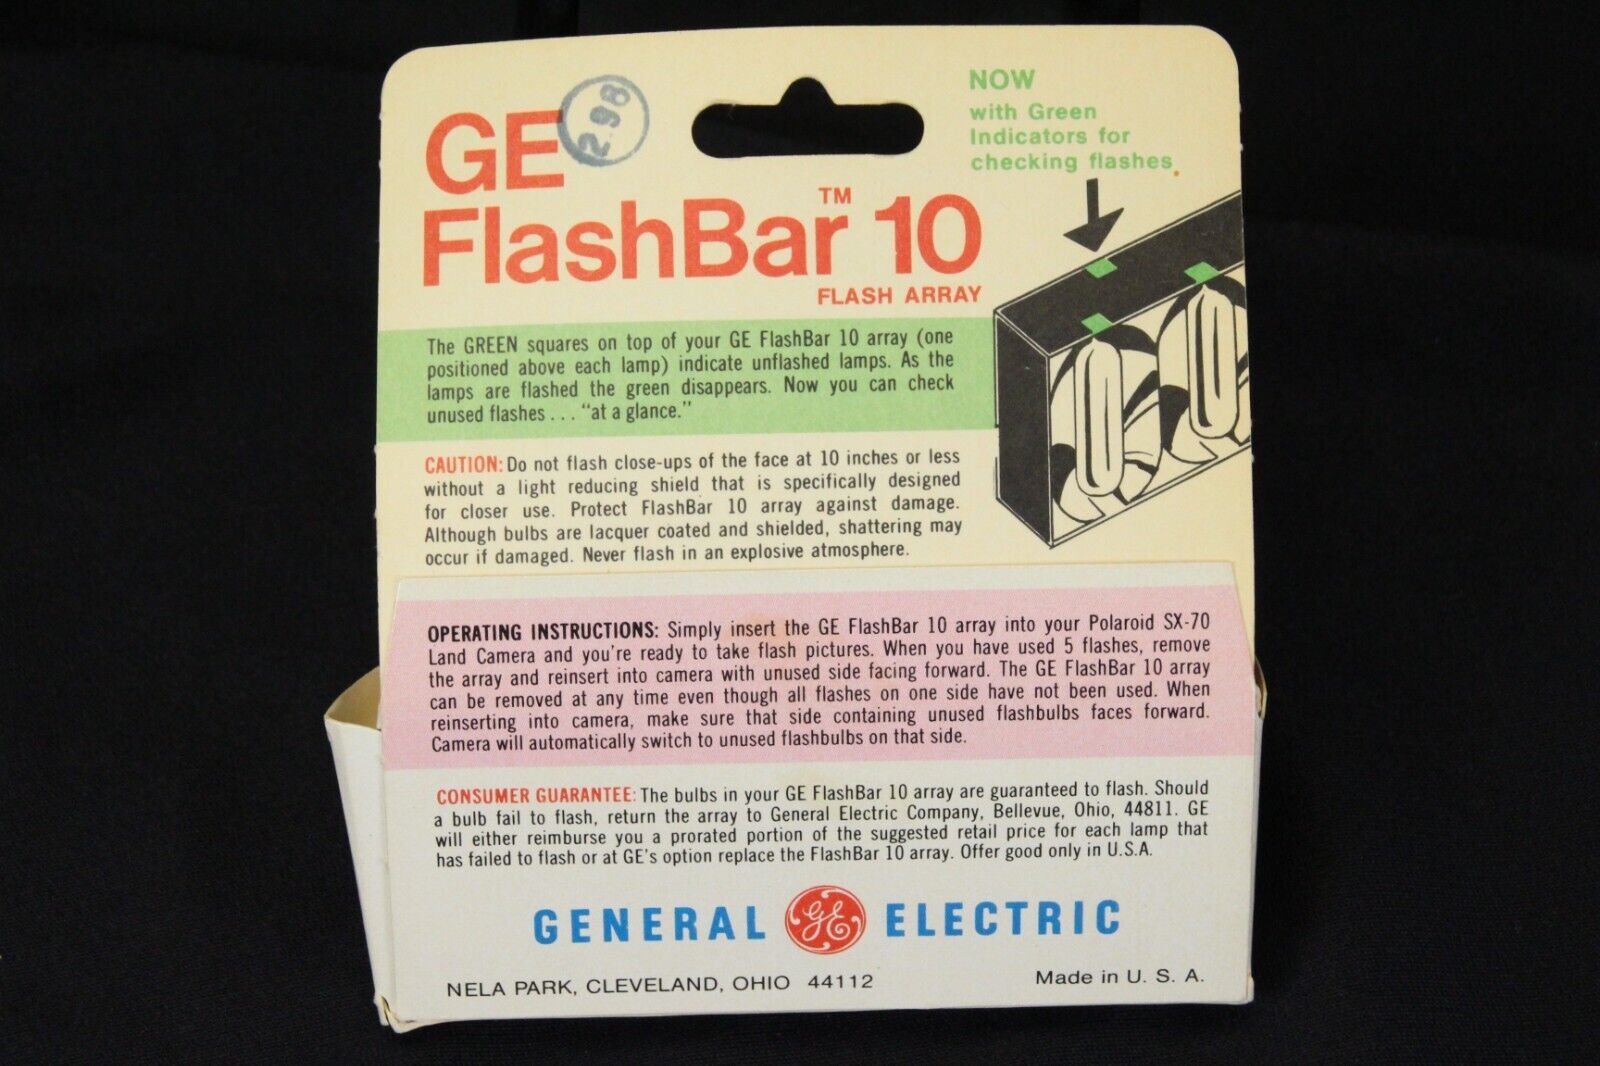 GE
298
FlashBar™ 10
FLASH ARRAY
NOW
with Green
Indicators for
checking flashes.
The GREEN squares on top of your GE FlashBar 10 array (one
positioned above each lamp) indicate unflashed lamps. As the
lamps are flashed the green disappears. Now you can check
unused flashes . . . "at a glance."
CAUTION: Do not flash close-ups of the face at 10 inches or less
without a light reducing shield that is specifically designed
for closer use. Protect FlashBar 10 array against damage.
Although bulbs are lacquer coated and shielded, shattering may
occur if damaged. Never flash in an explosive atmosphere.
OPERATING INSTRUCTIONS: Simply insert the GE FlashBar 10 array into your Polaroid SX-70
Land Camera and you're ready to take flash pictures. When you have used 5 flashes, remove
the array and reinsert into camera with unused side facing forward. The GE FlashBar 10 array
can be removed at any time even though all flashes on one side have not been used. When
reinserting into camera, make sure that side containing unused flashbulbs faces forward.
Camera will automatically switch to unused flashbulbs on that side.
CONSUMER GUARANTEE: The bulbs in your GE FlashBar 10 array are guaranteed to flash. Should
a bulb fail to flash, return the array to General Electric Company, Bellevue, Ohio, 44811. GE
will either reimburse you a prorated portion of the suggested retail price for each lamp that
has failed to flash or at GE's option replace the FlashBar 10 array. Offer good only in U.S.A.
GENERAL GE ELECTRIC
NELA PARK, CLEVELAND, OHIO 44112
Made in U. S. A.